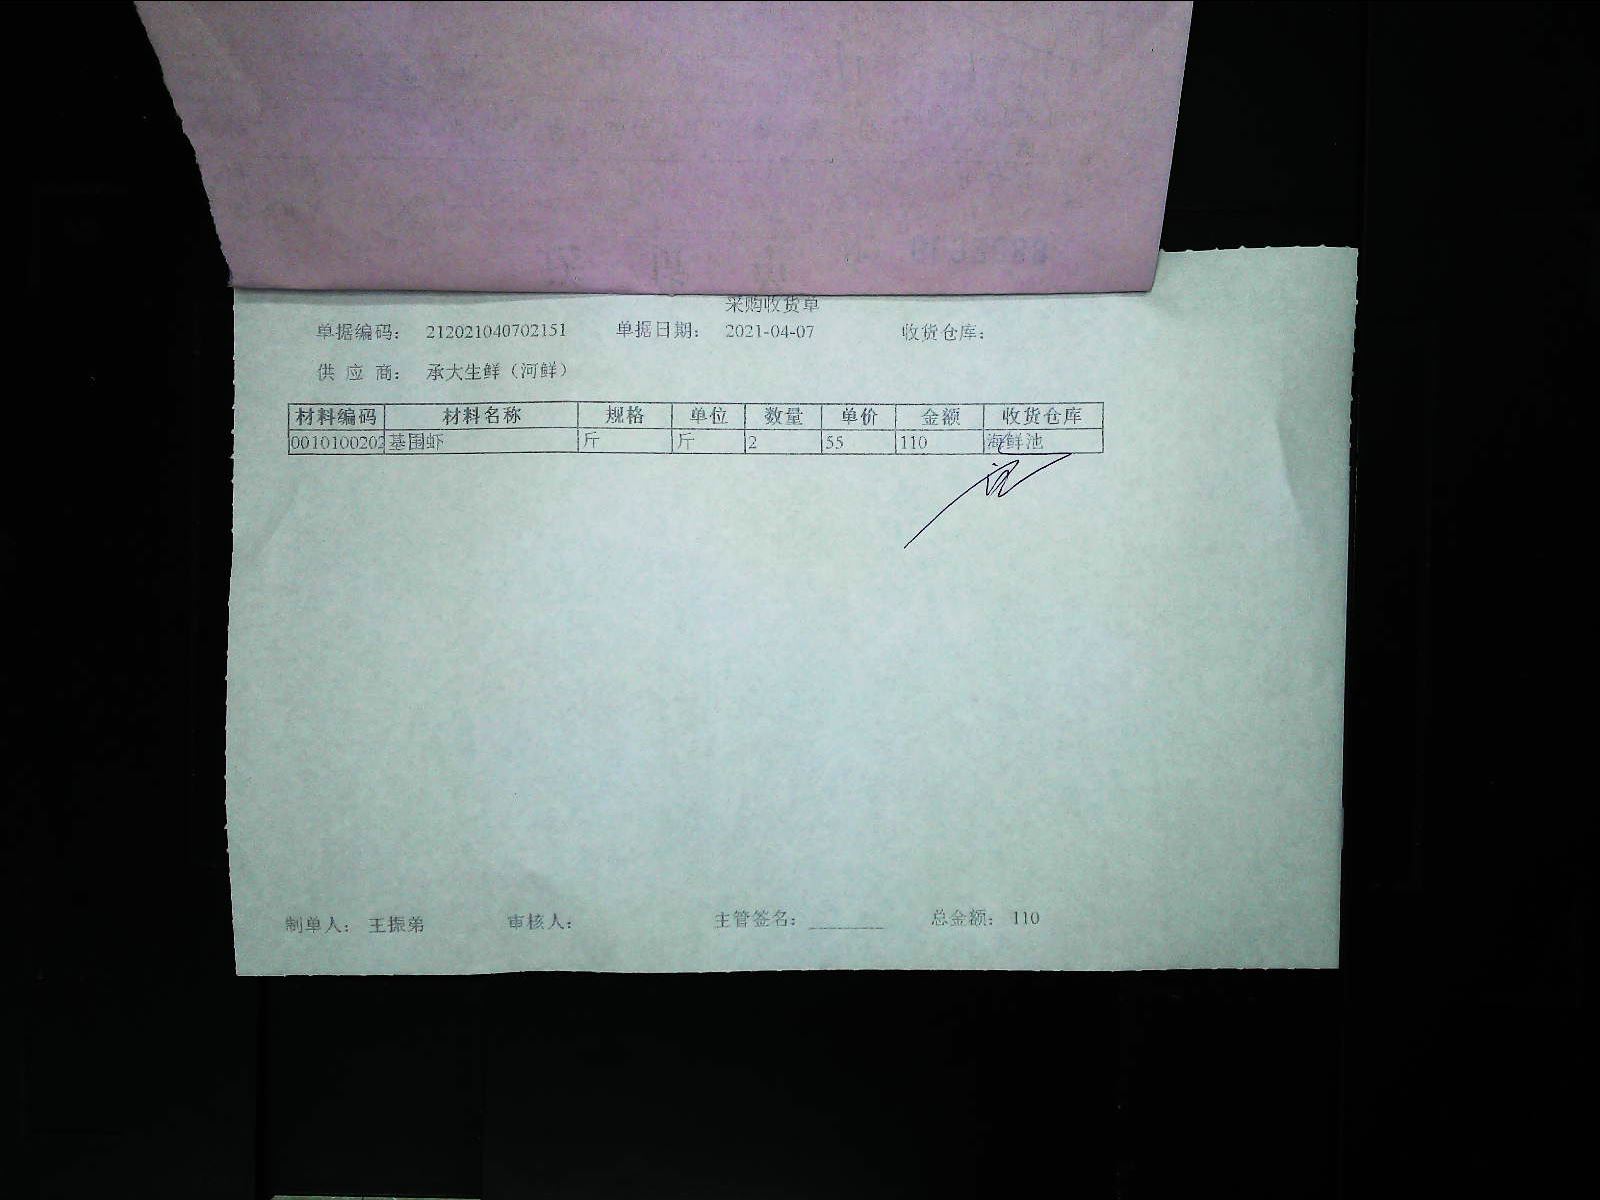 采购收货单
单据编码: 212021040702151 单据日期: 2021-04-07 收货仓库:
供 应 商: 承大生鲜（河鲜）
材料编码 材料名称 规格 单位 数量 单价 金额 收货仓库
0010100202 基围虾 斤 斤 2 55 110 海鲜池
制单人: 王振弟 审核人: 主管签名: ________ 总金额: 110